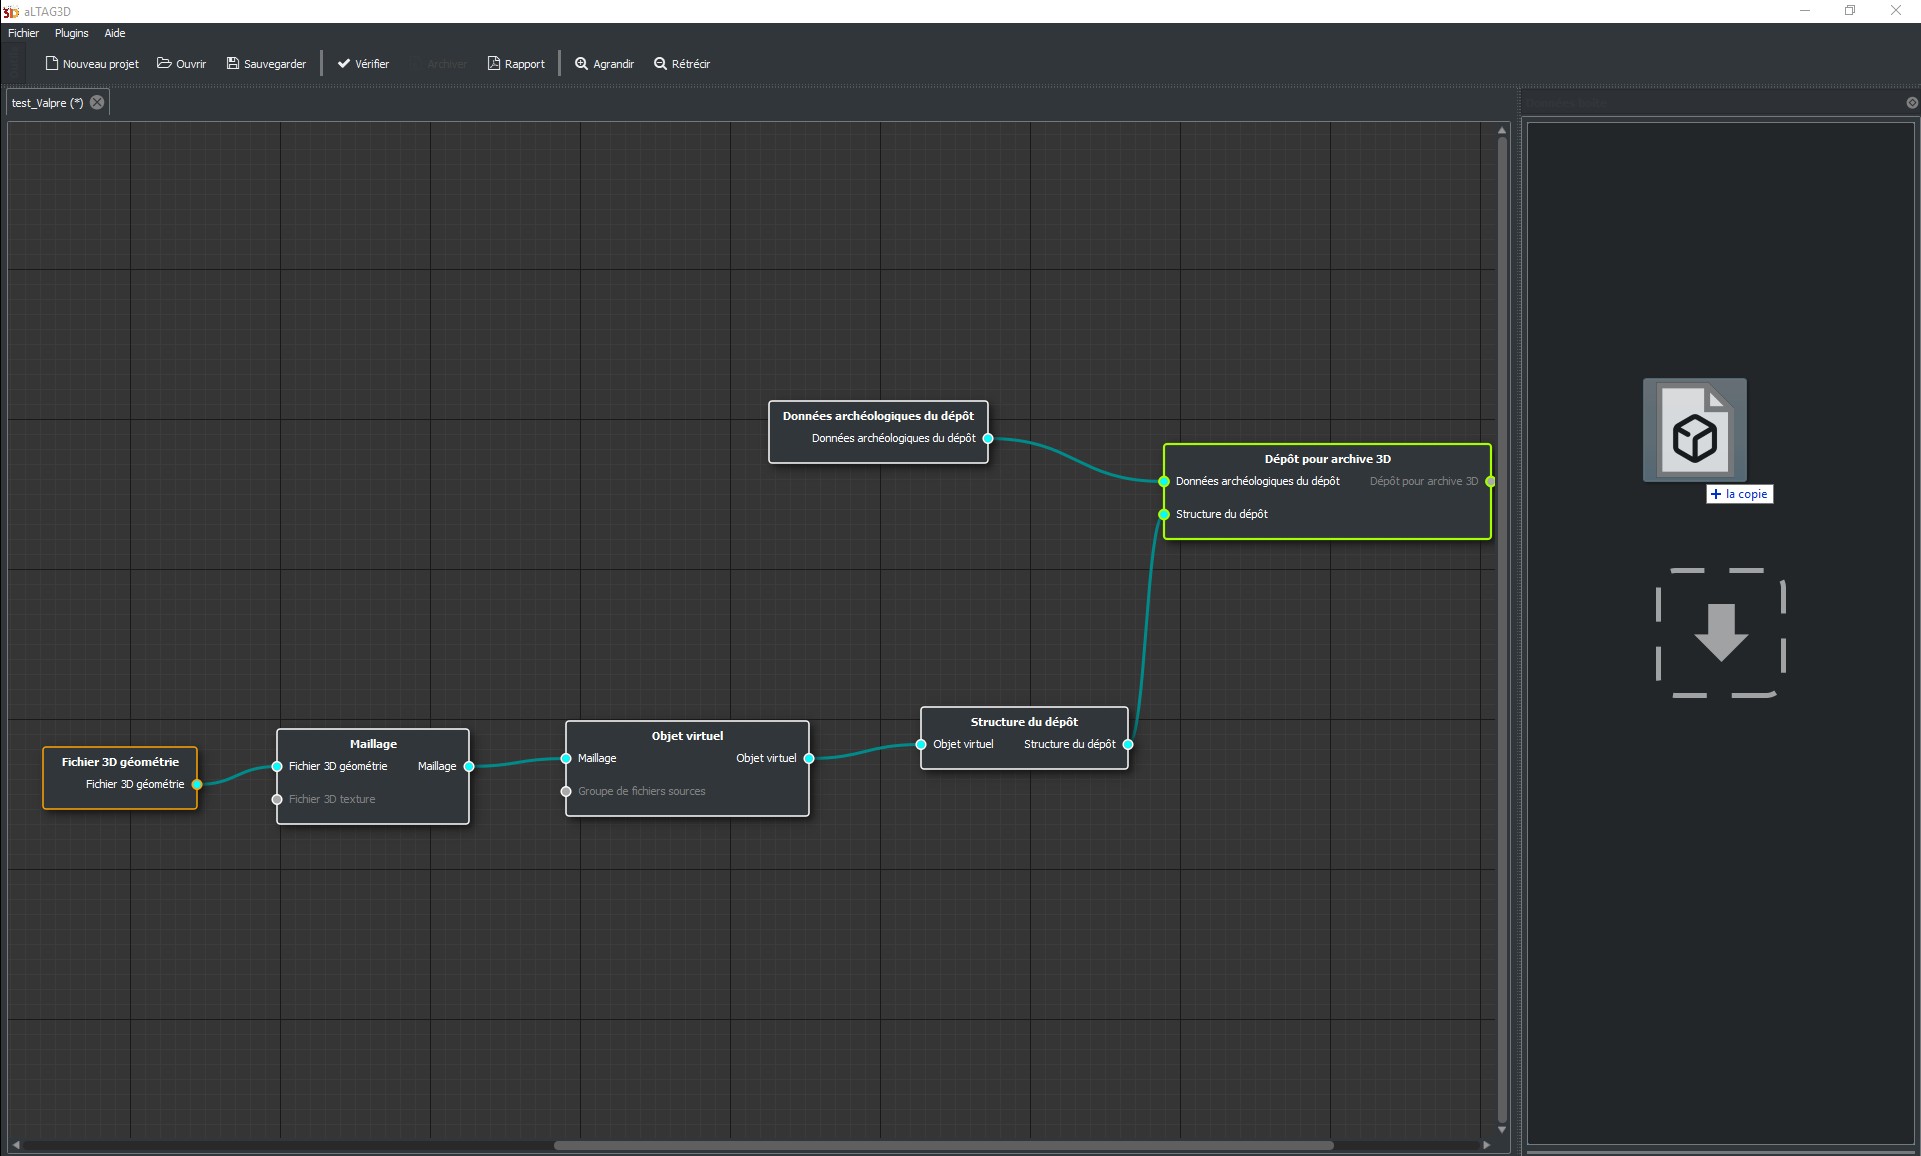 aLTAG3D
Fichier Plugins Aide
Nouveau projet Ouvrir Sauvegarder Vérifier Archiver Rapport Agrandir Rétrécir
test_Valpre (*)
Données archéologiques du dépôt
Données archéologiques du dépôt
Dépôt pour archive 3D
Données archéologiques du dépôt Dépôt pour archive 3D
Structure du dépôt
+ la copie
Structure du dépôt
Objet virtuel Structure du dépôt
Objet virtuel
Maillage Objet virtuel
Groupe de fichiers sources
Maillage
Fichier 3D géométrie Maillage
Fichier 3D texture
Fichier 3D géométrie
Fichier 3D géométrie